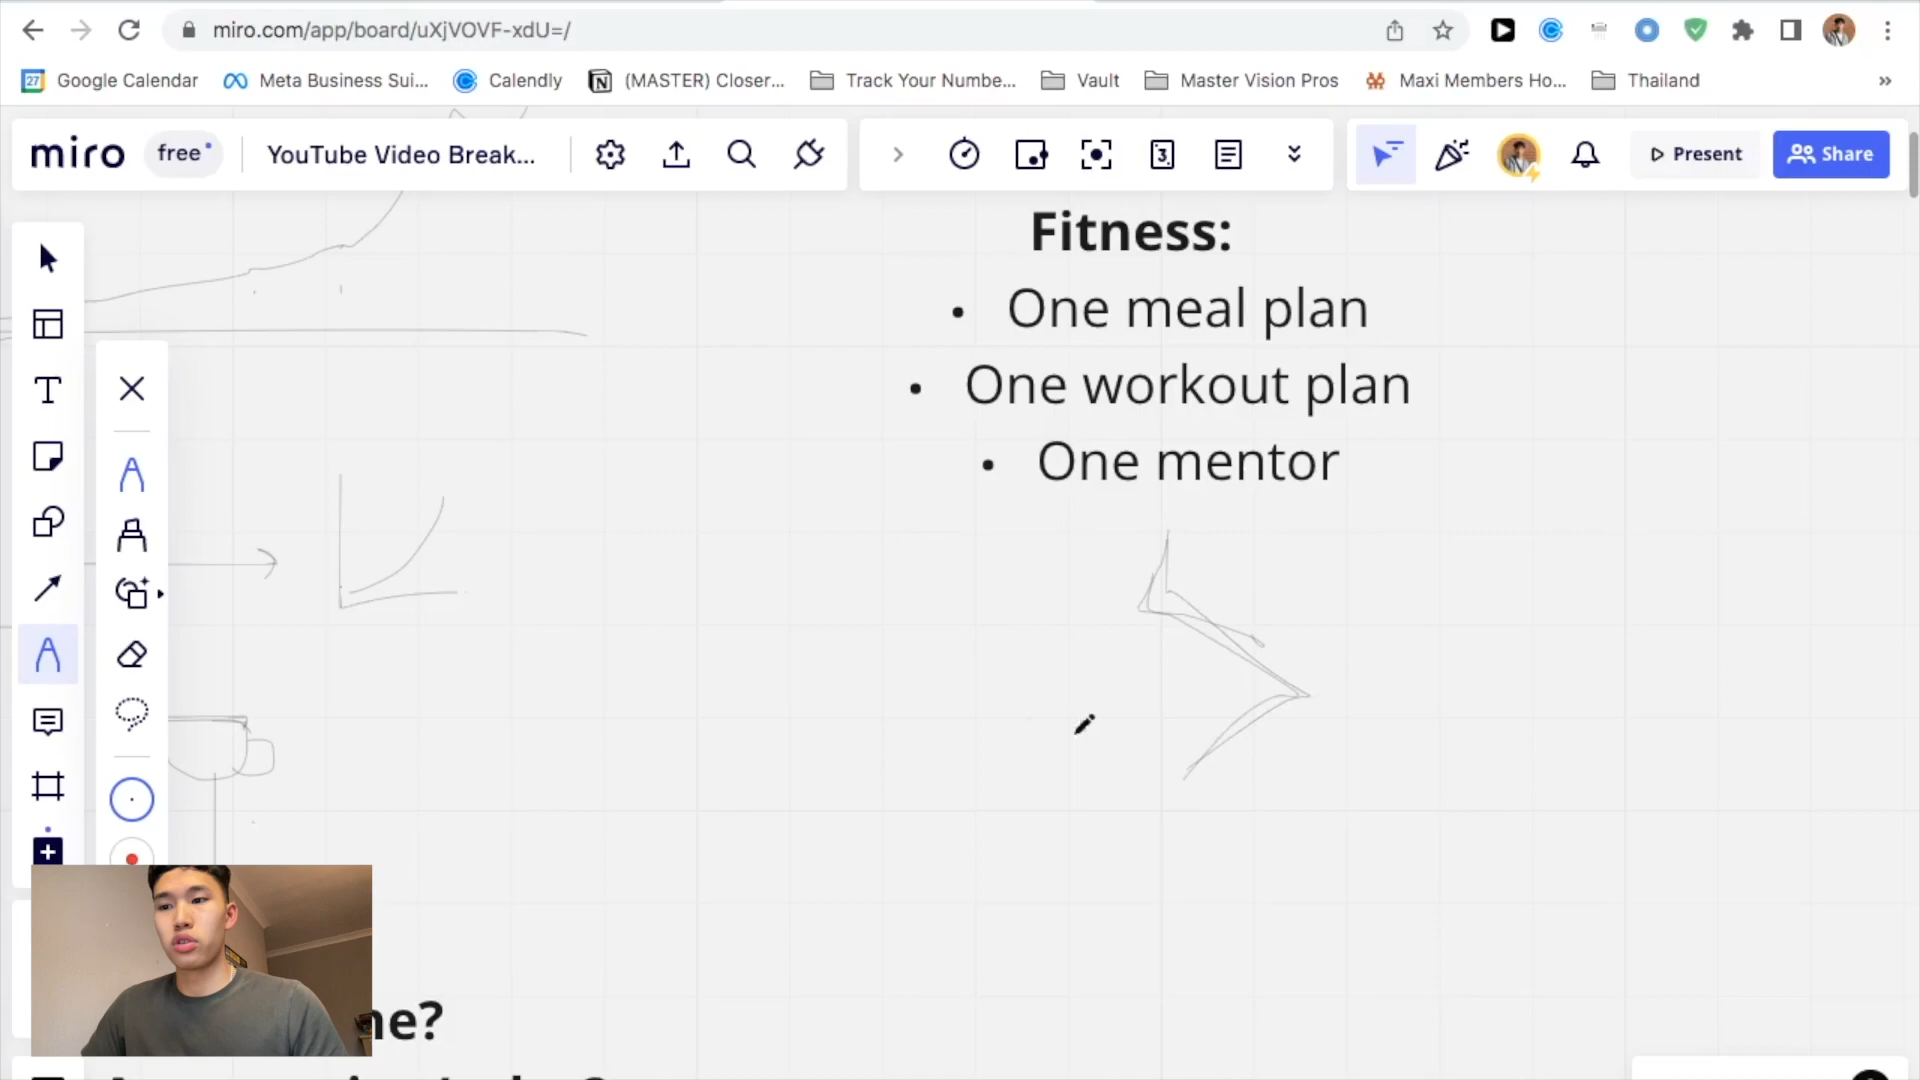 miro.com/app/board/uXjVOVF-xdU=/
27 Google Calendar Meta Business Sui... Calendly (MASTER) Closer... Track Your Numbe... Vault Master Vision Pros Maxi Members Ho... Thailand »
miro free YouTube Video Break... 3 Present Share
Fitness:
• One meal plan
• One workout plan
• One mentor